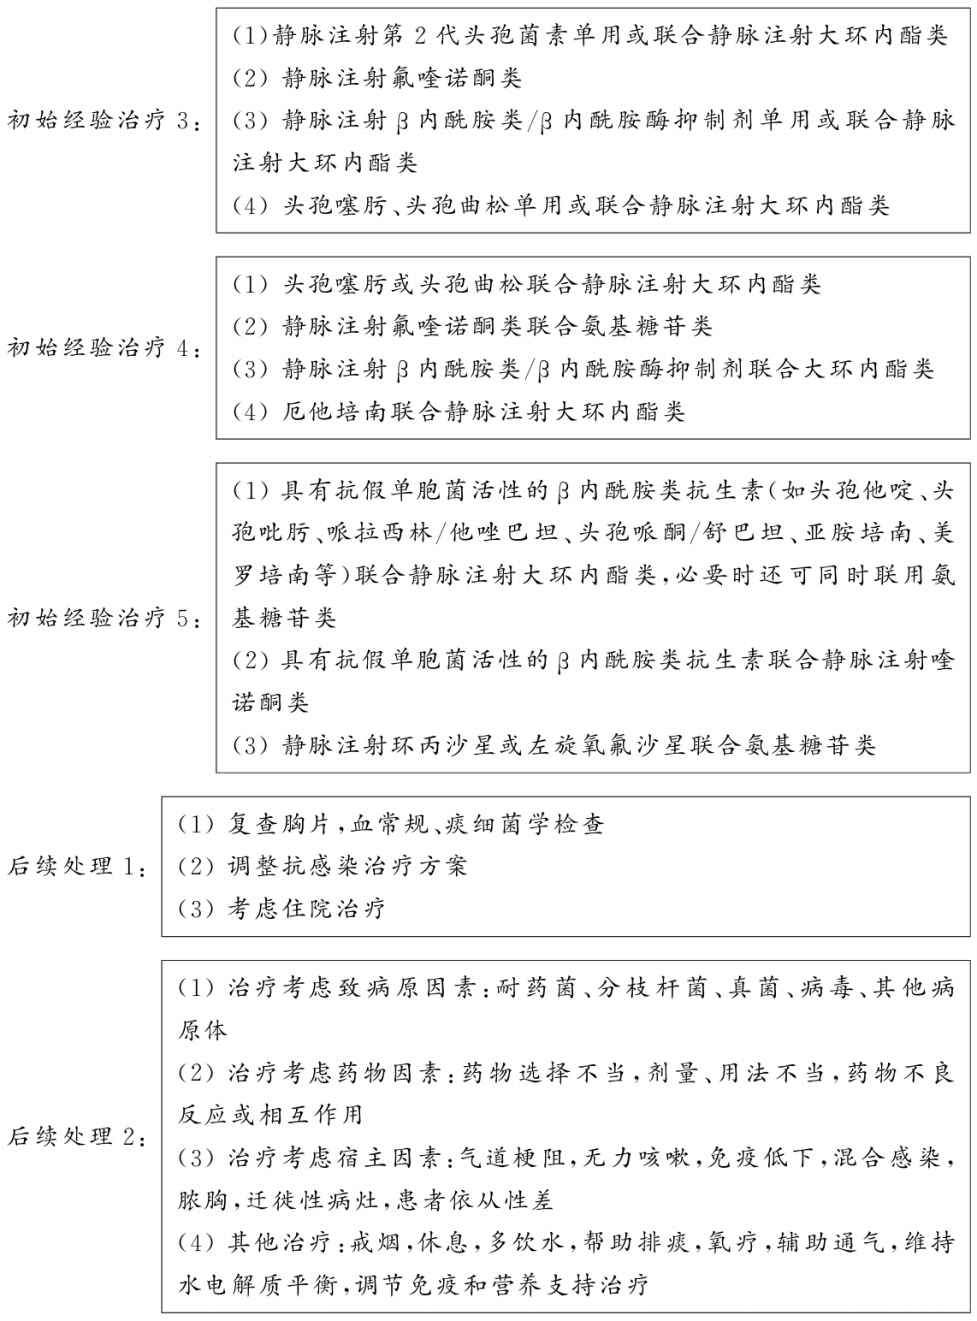 (1)静脉注射第2代头孢菌素单用或联合静脉注射大环内酯类
(2) 静脉注射氟喹诺酮类
初始经验治疗 3:
(3) 静脉注射β内酰胺类/β内酰胺酶抑制剂单用或联合静脉
注射大环内酯类
(4) 头孢噻肟、头孢曲松单用或联合静脉注射大环内酯类
(1) 头孢噻肟或头孢曲松联合静脉注射大环内酯类
(2) 静脉注射氟喹诺酮类联合氨基糖苷类
初始经验治疗 4:
(3) 静脉注射β内酰胺类/β内酰胺酶抑制剂联合大环内酯类
(4) 厄他培南联合静脉注射大环内酯类
(1) 具有抗假单胞菌活性的β内酰胺类抗生素(如头孢他啶、头
孢吡肟、哌拉西林/他唑巴坦、头孢哌酮/舒巴坦、亚胺培南、美
罗培南等)联合静脉注射大环内酯类,必要时还可同时联用氨
初始经验治疗 5:
基糖苷类
(2) 具有抗假单胞菌活性的β内酰胺类抗生素联合静脉注射喹
诺酮类
(3) 静脉注射环丙沙星或左旋氧氟沙星联合氨基糖苷类
(1) 复查胸片,血常规、痰细菌学检查
后续处理 1:
(2) 调整抗感染治疗方案
(3) 考虑住院治疗
(1) 治疗考虑致病原因素:耐药菌、分枝杆菌、真菌、病毒、其他病
原体
(2) 治疗考虑药物因素:药物选择不当,剂量、用法不当,药物不良
反应或相互作用
后续处理 2:
(3) 治疗考虑宿主因素:气道梗阻,无力咳嗽,免疫低下,混合感染,
脓胸,迁徙性病灶,患者依从性差
(4) 其他治疗:戒烟,休息,多饮水,帮助排痰,氧疗,辅助通气,维持
水电解质平衡,调节免疫和营养支持治疗